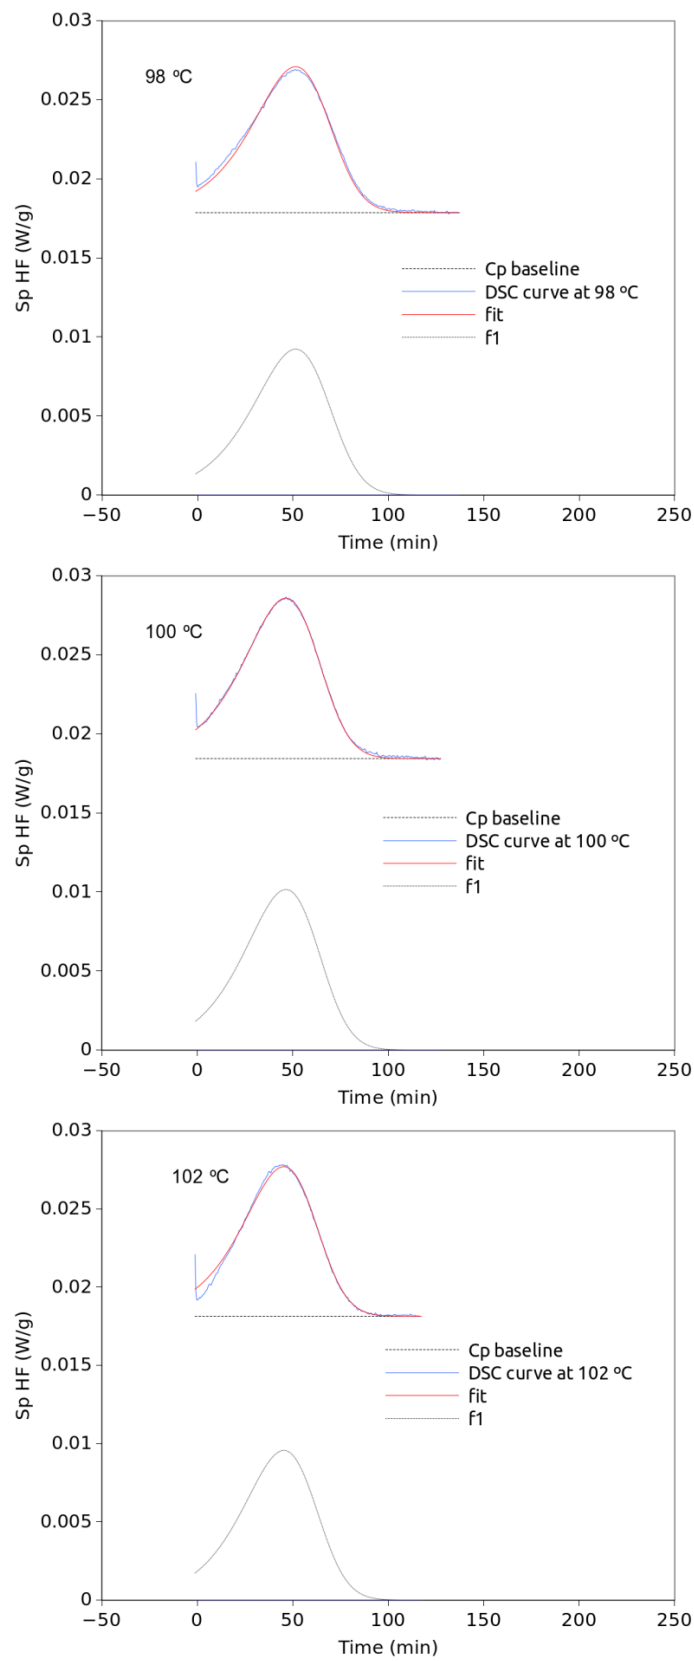 0.03
98 ºC
0.025
0.02
Sp HF (W/g)
0.015
Cp baseline
DSC curve at 98 ºC
fit
f1
0.01
0.005
0
−50 0 50 100 150 200 250
Time (min)
0.03
100 ºC
0.025
0.02
Sp HF (W/g)
0.015
Cp baseline
DSC curve at 100 ºC
fit
f1
0.01
0.005
0
−50 0 50 100 150 200 250
Time (min)
0.03
102 ºC
0.025
0.02
Sp HF (W/g)
0.015
Cp baseline
DSC curve at 102 ºC
fit
f1
0.01
0.005
0
−50 0 50 100 150 200 250
Time (min)